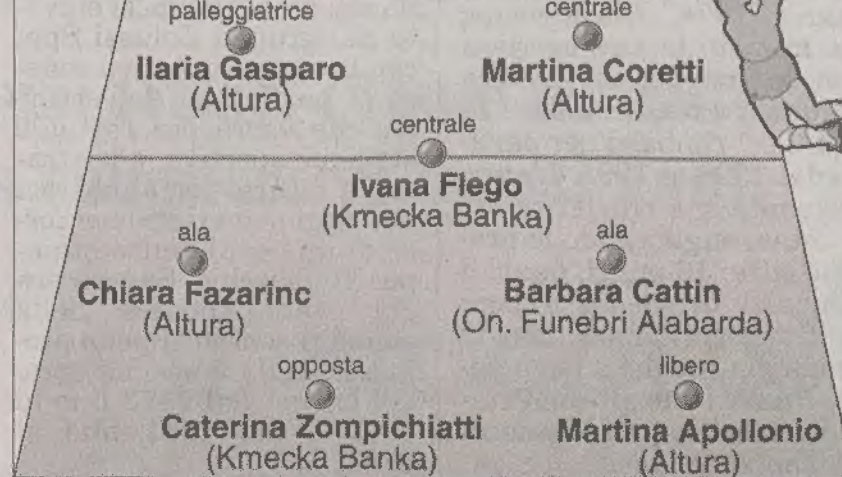 palleggiatrice
Ilaria Gasparo
(Altura)
centrale
Martina Coretti
(Altura)
centrale
Ivana Flego
(Kmecka Banka)
ala
Chiara Fazarinc
(Altura)
ala
Barbara Cattin
(On. Funebri Alabarda)
opposta
Caterina Zompichiatti
(Kmecka Banka)
libero
Martina Apollonio
(Altura)